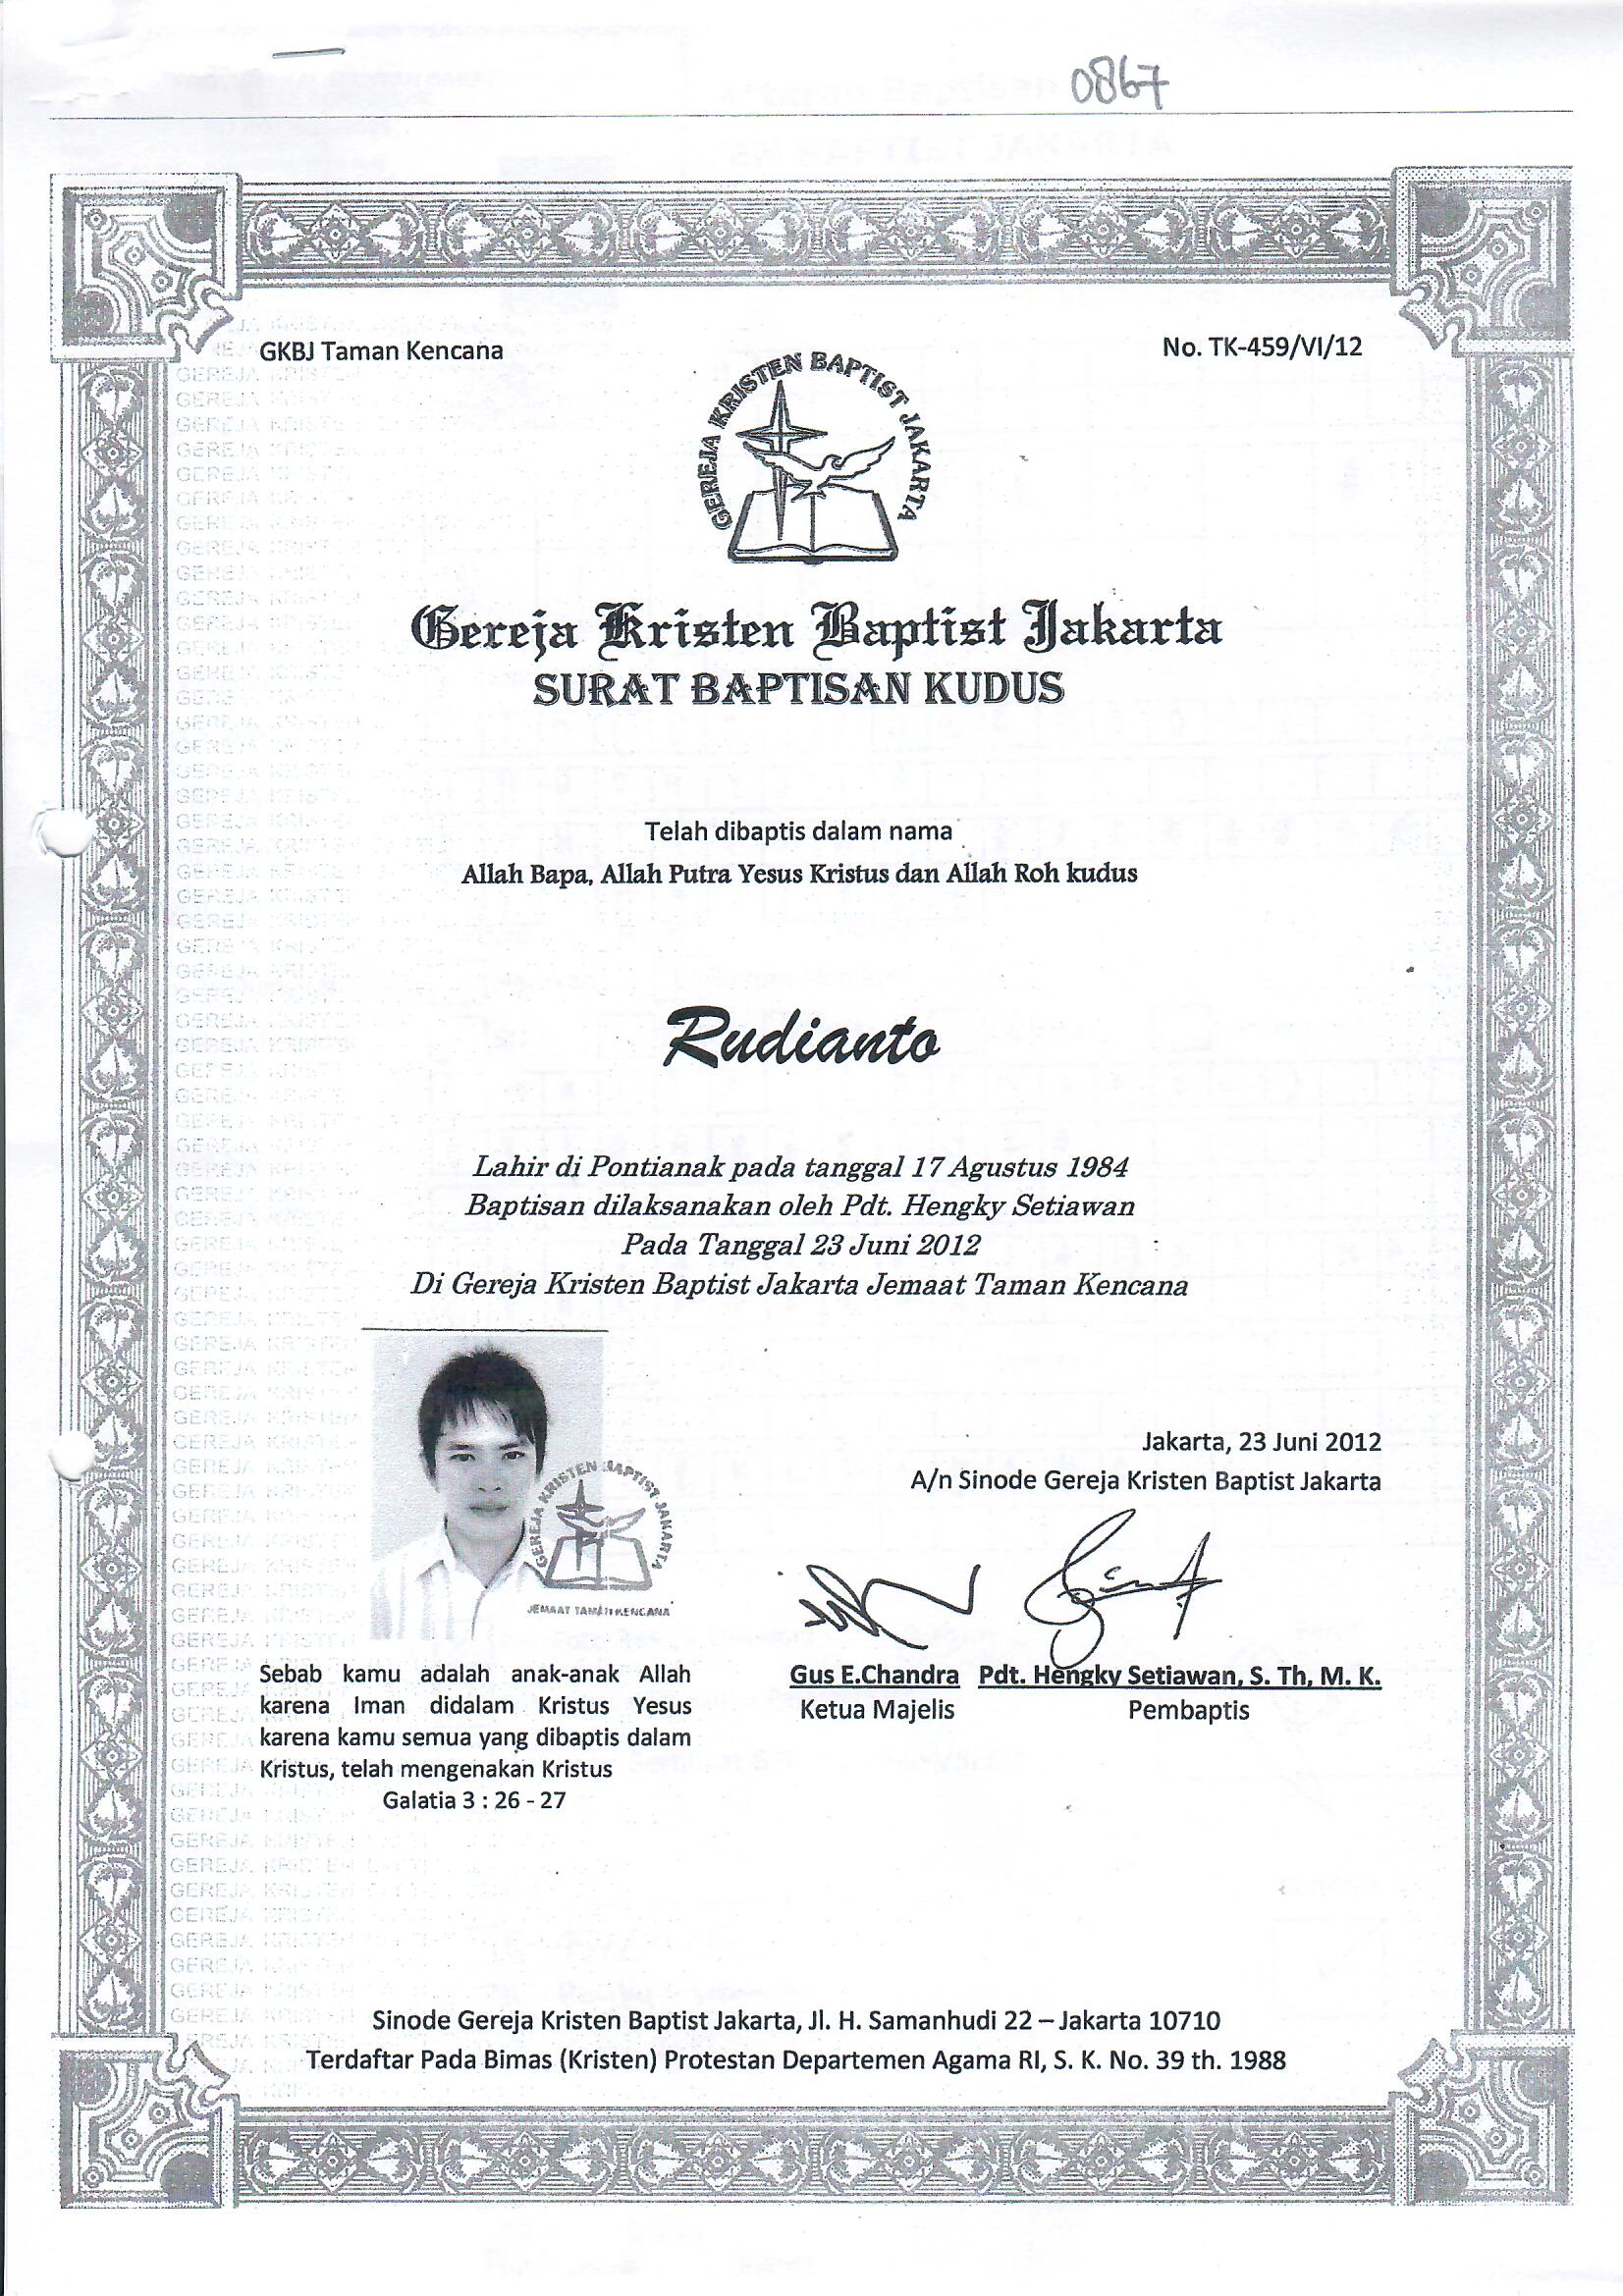 0867
GKBJ Taman Kencana
No. TK-459/VI/12
GEREJA KRISTEN BAPTIST JAKARTA
Gereja Kristen Baptist Jakarta
SURAT BAPTISAN KUDUS
Telah dibaptis dalam nama
Allah Bapa, Allah Putra Yesus Kristus dan Allah Roh kudus
Rudianto
Lahir di Pontianak pada tanggal 17 Agustus 1984
Baptisan dilaksanakan oleh Pdt. Hengky Setiawan
Pada Tanggal 23 Juni 2012
Di Gereja Kristen Baptist Jakarta Jemaat Taman Kencana
GEREJA KRISTEN BAPTIST JAKARTA
JEMAAT TAMAN KENCANA
Jakarta, 23 Juni 2012
A/n Sinode Gereja Kristen Baptist Jakarta
Gus E.Chandra Pdt. Hengky Setiawan, S. Th, M. K.
Ketua Majelis Pembaptis
Sebab kamu adalah anak-anak Allah
karena Iman didalam Kristus Yesus
karena kamu semua yang dibaptis dalam
Kristus, telah mengenakan Kristus
Galatia 3 : 26 - 27
Sinode Gereja Kristen Baptist Jakarta, Jl. H. Samanhudi 22 – Jakarta 10710
Terdaftar Pada Bimas (Kristen) Protestan Departemen Agama RI, S. K. No. 39 th. 1988